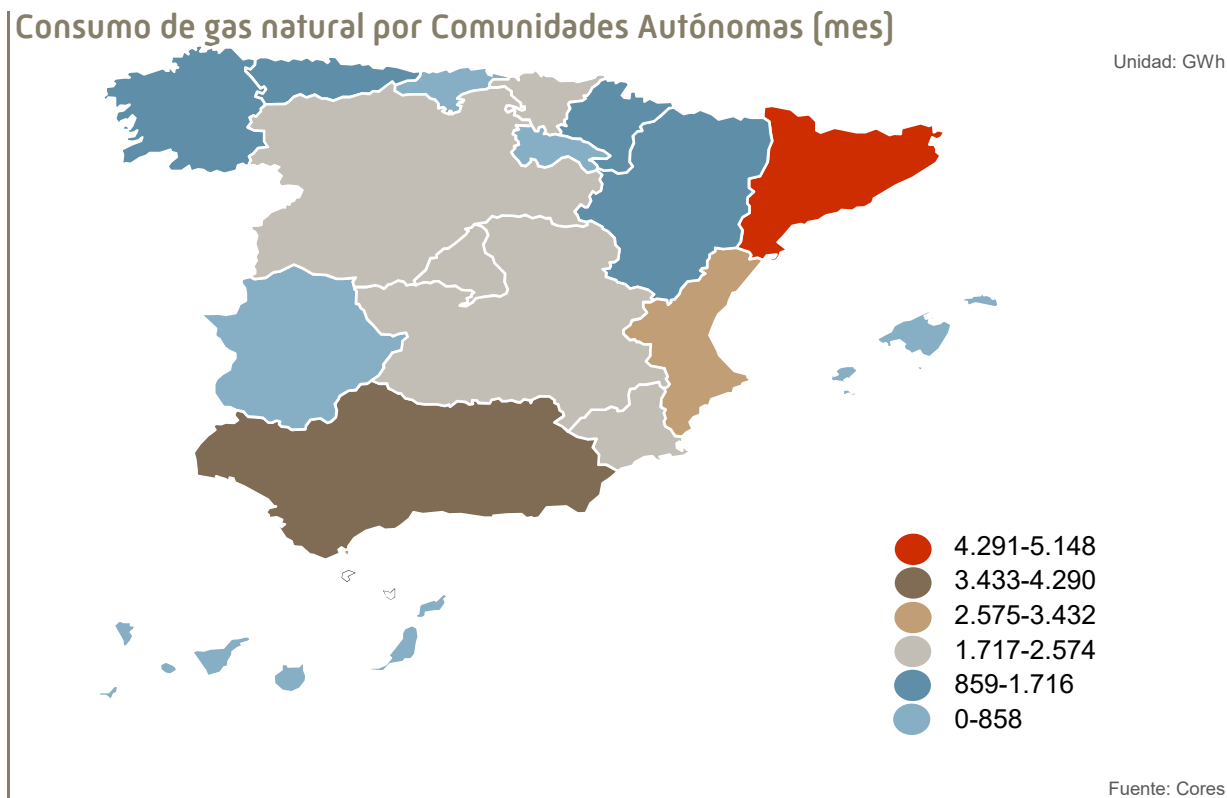 Consumo de gas natural por Comunidades Autónomas (mes)
Unidad: GWh
4.291-5.148
3.433-4.290
2.575-3.432
1.717-2.574
859-1.716
0-858
Fuente: Cores